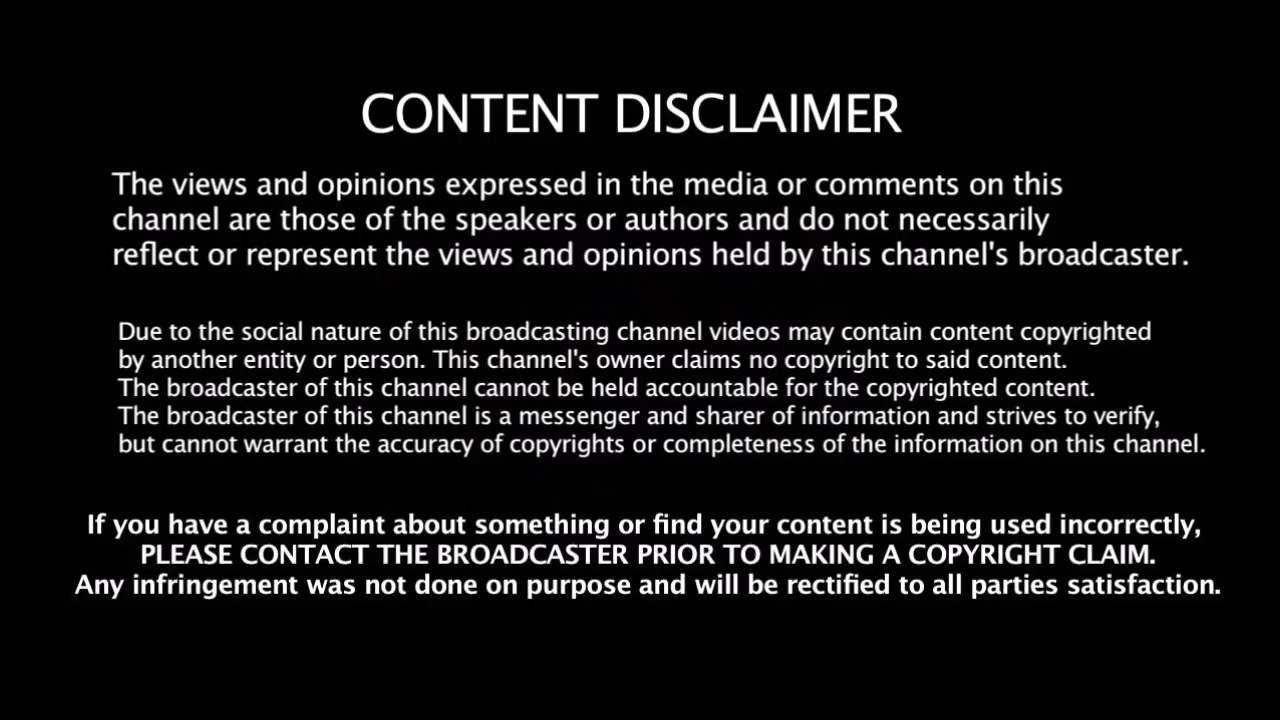 CONTENT DISCLAIMER
The views and opinions expressed in the media or comments on this
channel are those of the speakers or authors and do not necessarily
reflect or represent the views and opinions held by this channel's broadcaster.
Due to the social nature of this broadcasting channel videos may contain content copyrighted
by another entity or person. This channel's owner claims no copyright to said content.
The broadcaster of this channel cannot be held accountable for the copyrighted content.
The broadcaster of this channel is a messenger and sharer of information and strives to verify,
but cannot warrant the accuracy of copyrights or completeness of the information on this channel.
If you have a complaint about something or find your content is being used incorrectly,
PLEASE CONTACT THE BROADCASTER PRIOR TO MAKING A COPYRIGHT CLAIM.
Any infringement was not done on purpose and will be rectified to all parties satisfaction.